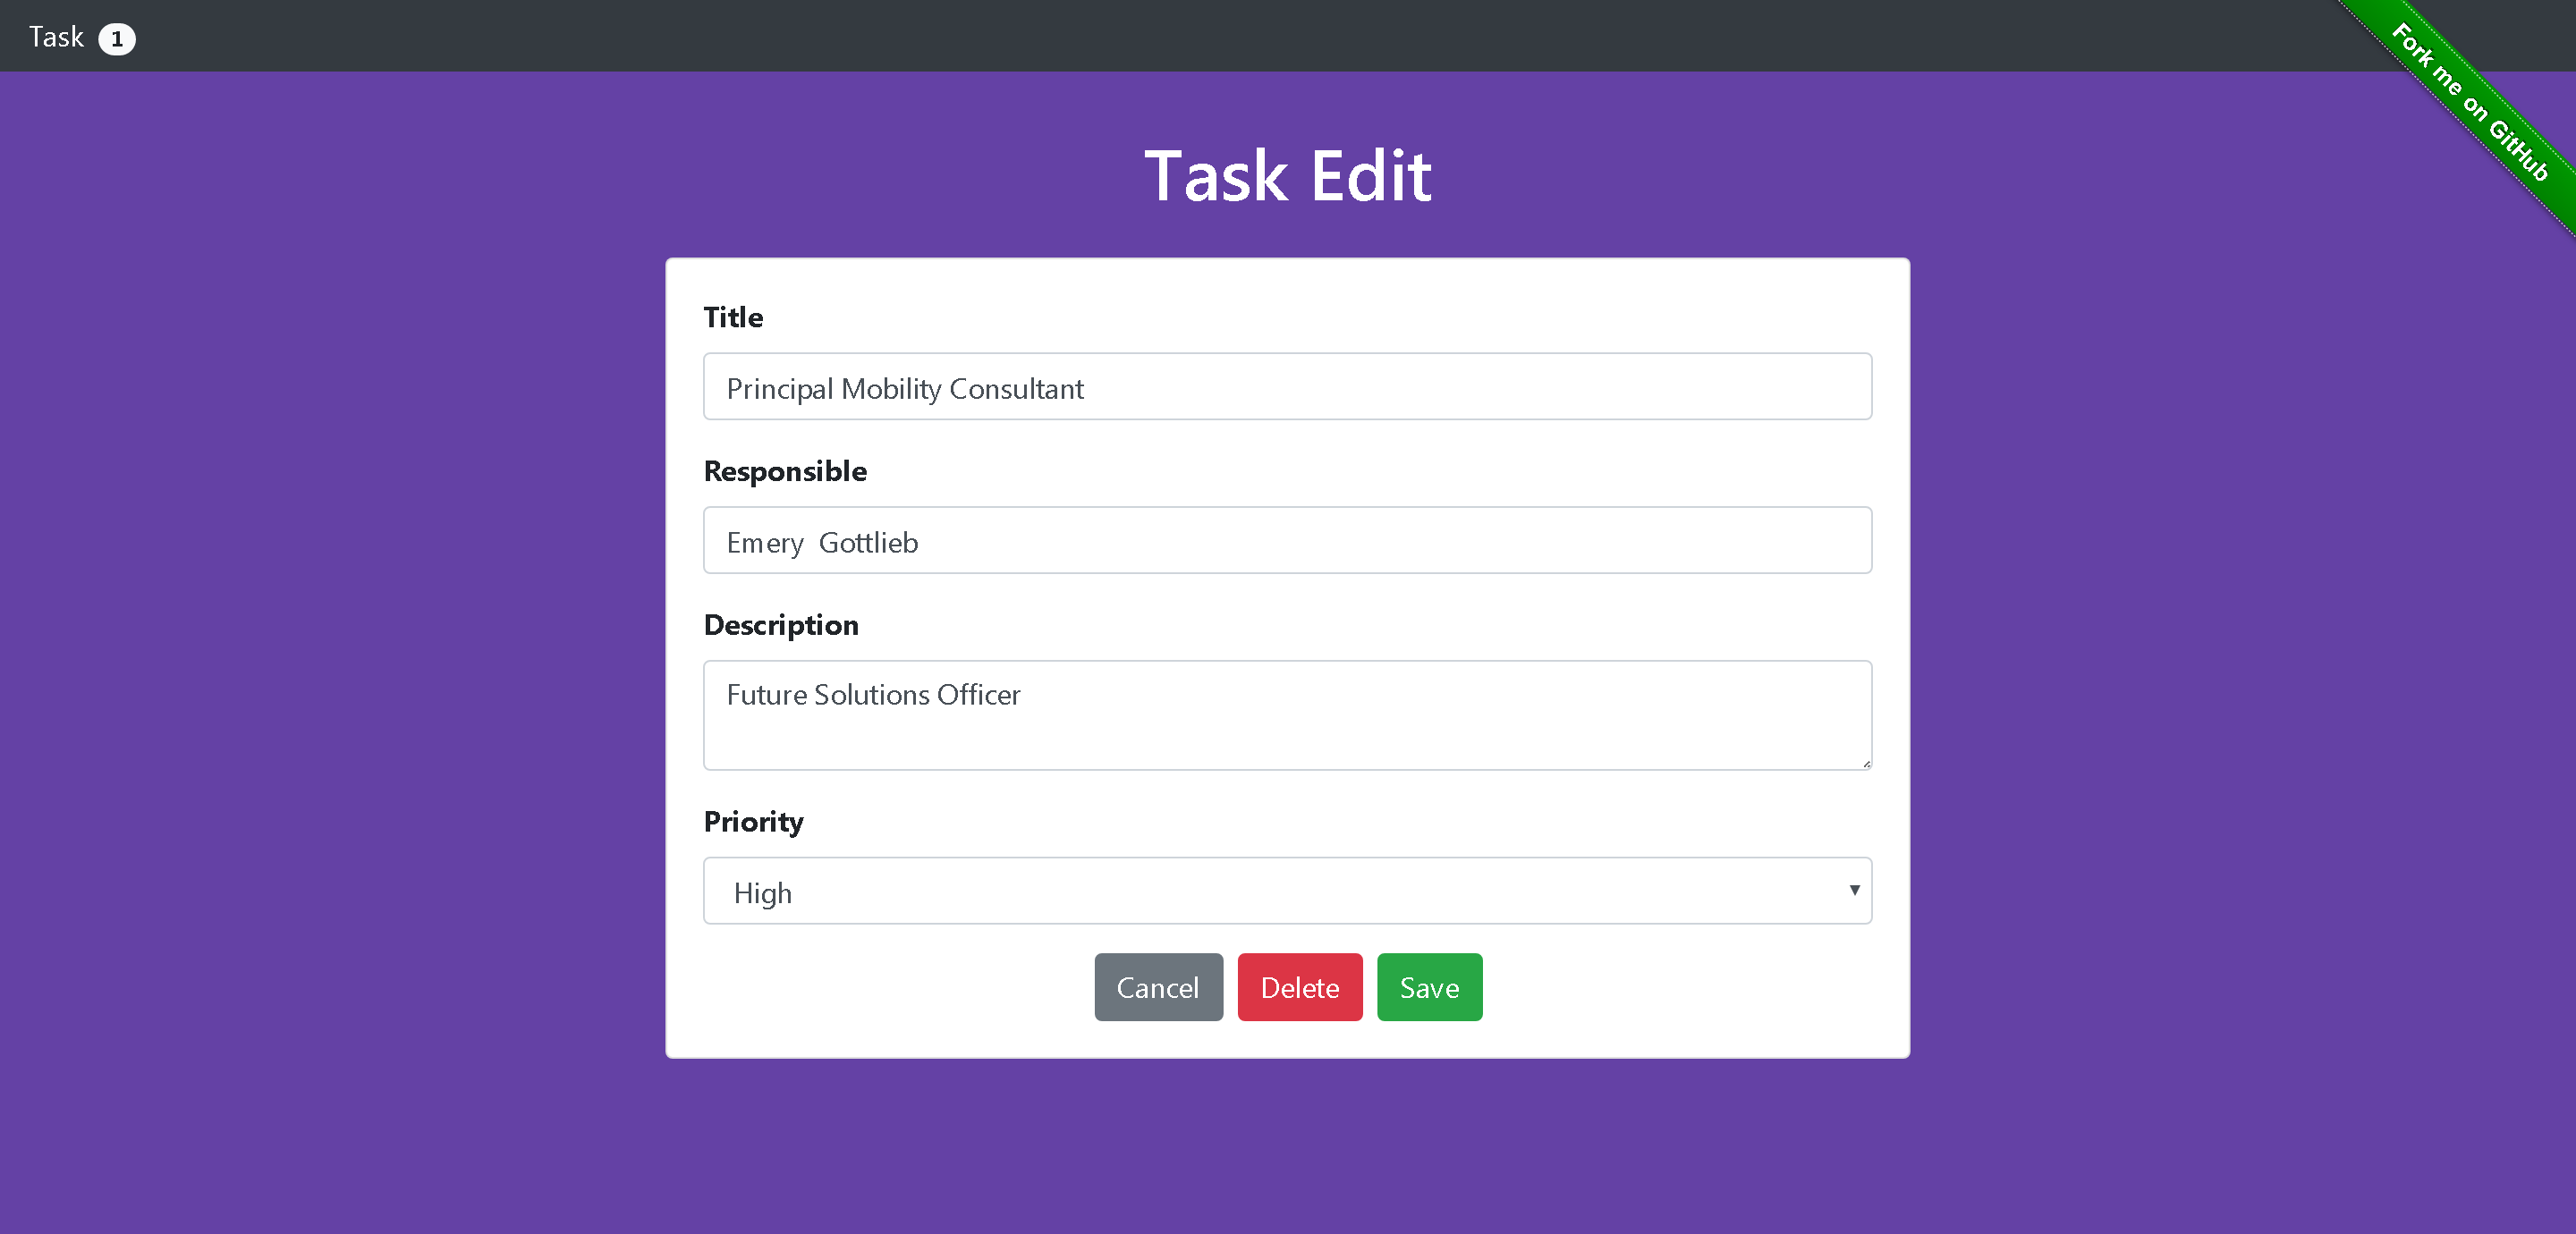 Task 1
Fork me on GitHub
Task Edit
Title
Principal Mobility Consultant
Responsible
Emery  Gottlieb
Description
Future Solutions Officer
Priority
High
Cancel Delete Save